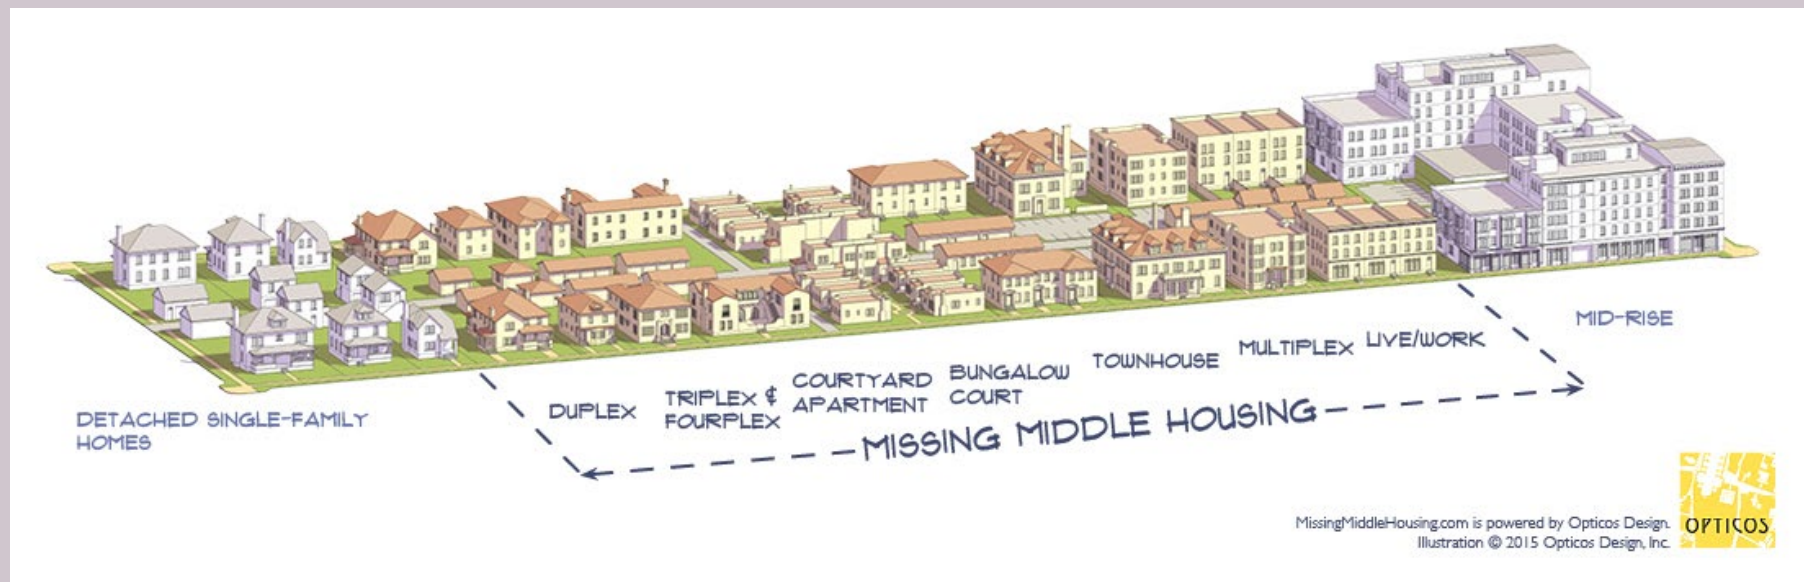 DETACHED SINGLE-FAMILY
HOMES
DUPLEX
TRIPLEX &
FOURPLEX
COURTYARD
APARTMENT
BUNGALOW
COURT
TOWNHOUSE
MULTIPLEX
LIVE/WORK
MID-RISE
MISSING MIDDLE HOUSING
MissingMiddleHousing.com is powered by Opticos Design.
Illustration © 2015 Opticos Design, Inc.
OPTICOS